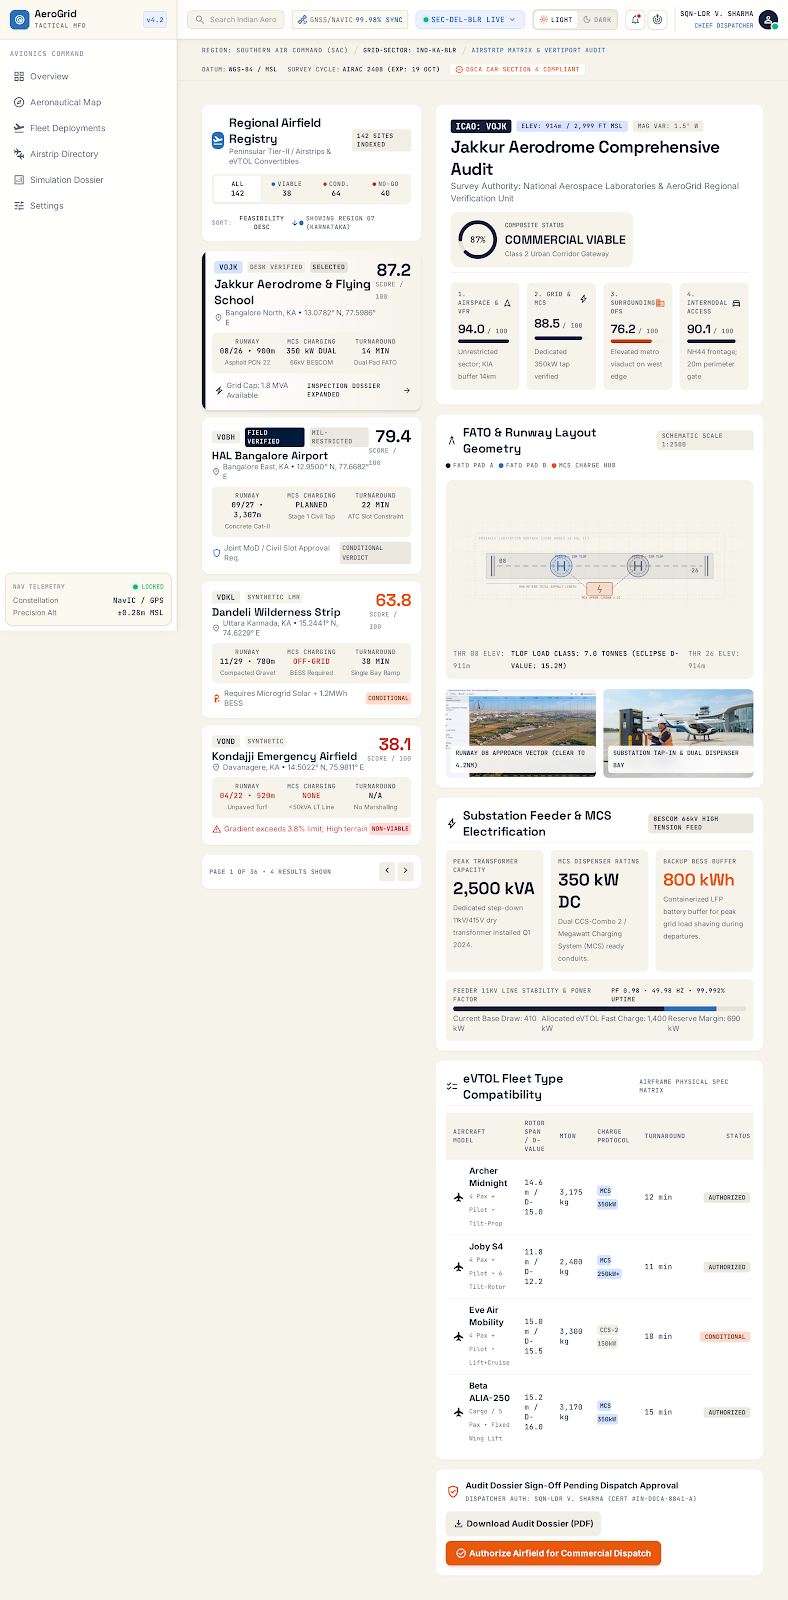 AeroGrid
TACTICAL MFD
v4.2
Search Indian Aero
GNSS/NAVIC 99.98% SYNC
SEC-DEL-BLR LIVE
LIGHT
DARK
SQN-LDR V. SHARMA
CHIEF DISPATCHER
AVIONICS COMMAND
Overview
Aeronautical Map
Fleet Deployments
Airstrip Directory
Simulation Dossier
Settings
NAV TELEMETRY
LOCKED
Constellation
NavIC / GPS
Precision Alt
±0.28m MSL
REGION: SOUTHERN AIR COMMAND (SAC) / GRID-SECTOR: IND-KA-BLR / AIRSTRIP MATRIX & VERTIPORT AUDIT
DATUM: WGS-84 / MSL SURVEY CYCLE: AIRAC 2408 (EXP: 19 OCT)
DGCA CAR SECTION 4 COMPLIANT
Regional Airfield
Registry
Peninsular Tier-II / Airstrips &
eVTOL Convertibles
142 SITES
INDEXED
ALL
142
VIABLE
38
COND.
64
NO-GO
40
SORT:
FEASIBILITY
DESC
SHOWING REGION 07
(KARNATAKA)
VOJK
DESK VERIFIED
SELECTED
87.2
SCORE /
100
Jakkur Aerodrome & Flying
School
Bangalore North, KA • 13.0782° N, 77.5986°
E
RUNWAY
08/26 • 900m
Asphalt PCN 22
MCS CHARGING
350 kW DUAL
66kV BESCOM
TURNAROUND
14 MIN
Dual Pad FATO
Grid Cap: 1.8 MVA
Available
INSPECTION DOSSIER
EXPANDED
VOBH
FIELD
VERIFIED
MIL-
RESTRICTED
79.4
SCORE /
100
HAL Bangalore Airport
Bangalore East, KA • 12.9500° N, 77.6682°
E
RUNWAY
09/27 •
3,307m
Concrete Cat-II
MCS CHARGING
PLANNED
Stage 1 Civil Tap
TURNAROUND
22 MIN
ATC Slot Constraint
Joint MoD / Civil Slot Approval
Req.
CONDITIONAL
VERDICT
VDKL
SYNTHETIC LMR
63.8
SCORE /
100
Dandeli Wilderness Strip
Uttara Kannada, KA • 15.2441° N,
74.6229° E
RUNWAY
11/29 • 780m
Compacted Gravel
MCS CHARGING
OFF-GRID
BESS Required
TURNAROUND
38 MIN
Single Bay Ramp
Requires Microgrid Solar + 1.2MWh
BESS
CONDITIONAL
VOND
SYNTHETIC
38.1
SCORE / 100
Kondajji Emergency Airfield
Davanagere, KA • 14.5022° N, 75.9811° E
RUNWAY
04/22 • 520m
Unpaved Turf
MCS CHARGING
NONE
<50kVA LT Line
TURNAROUND
N/A
No Marshalling
Gradient exceeds 3.8% limit; High terrain
NON-VIABLE
PAGE 1 OF 36 • 4 RESULTS SHOWN
ICAO: VOJK
ELEV: 914m / 2,999 FT MSL
MAG VAR: 1.5° W
Jakkur Aerodrome Comprehensive
Audit
Survey Authority: National Aerospace Laboratories & AeroGrid Regional
Verification Unit
87%
COMPOSITE STATUS
COMMERCIAL VIABLE
Class 2 Urban Corridor Gateway
1.
AIRSPACE &
VFR
94.0 / 100
Unrestricted
sector; KIA
buffer 14km
2. GRID &
MCS
88.5 / 100
Dedicated
350kW tap
verified
3.
SURROUNDING
OFS
76.2 / 100
Elevated metro
viaduct on west
edge
4.
INTERMODAL
ACCESS
90.1 / 100
NH44 frontage;
20m perimeter
gate
FATO & Runway Layout
Geometry
SCHEMATIC SCALE
1:2500
FATO PAD A
FATO PAD B
MCS CHARGE HUB
08
H
H
26
THR 08 ELEV:
911m
TLOF LOAD CLASS: 7.0 TONNES (ECLIPSE D-
VALUE: 15.2M)
THR 26 ELEV:
914m
RUNWAY 08 APPROACH VECTOR (CLEAR TO
4.2NM)
SUBSTATION TAP-IN & DUAL DISPENSER
BAY
Substation Feeder & MCS
Electrification
BESCOM 66kV HIGH
TENSION FEED
PEAK TRANSFORMER
CAPACITY
2,500 kVA
Dedicated step-down
11kV/415V dry
transformer installed Q1
2024.
MCS DISPENSER RATING
350 kW
DC
Dual CCS-Combo 2 /
Megawatt Charging
System (MCS) ready
conduits.
BACKUP BESS BUFFER
800 kWh
Containerized LFP
battery buffer for peak
grid load shaving during
departures.
FEEDER 11KV LINE STABILITY & POWER
FACTOR
PF 0.98 • 49.98 HZ • 99.992%
UPTIME
Current Base Draw: 410
kW
Allocated eVTOL Fast Charge: 1,400
kW
Reserve Margin: 690
kW
eVTOL Fleet Type
Compatibility
AIRFRAME PHYSICAL SPEC
MATRIX
AIRCRAFT
MODEL
ROTOR
SPAN
/ D-
VALUE
MTOW
CHARGE
PROTOCOL
TURNAROUND
STATUS
Archer
Midnight
4 Pax +
Pilot •
Tilt-Prop
14.6
m /
D-
15.0
3,175
kg
MCS
350kW
12 min
AUTHORIZED
Joby S4
4 Pax +
Pilot • 6
Tilt-Rotor
11.8
m /
D-
12.2
2,400
kg
MCS
250kW+
11 min
AUTHORIZED
Eve Air
Mobility
4 Pax +
Pilot •
Lift+Cruise
15.0
m /
D-
15.5
3,300
kg
CCS-2
150kW
18 min
CONDITIONAL
Beta
ALIA-250
Cargo / 5
Pax • Fixed
Wing Lift
15.2
m /
D-
16.0
3,170
kg
MCS
350kW
15 min
AUTHORIZED
Audit Dossier Sign-Off Pending Dispatch Approval
DISPATCHER AUTH: SQN-LDR V. SHARMA (CERT #IN-DGCA-8841-A)
Download Audit Dossier (PDF)
Authorize Airfield for Commercial Dispatch